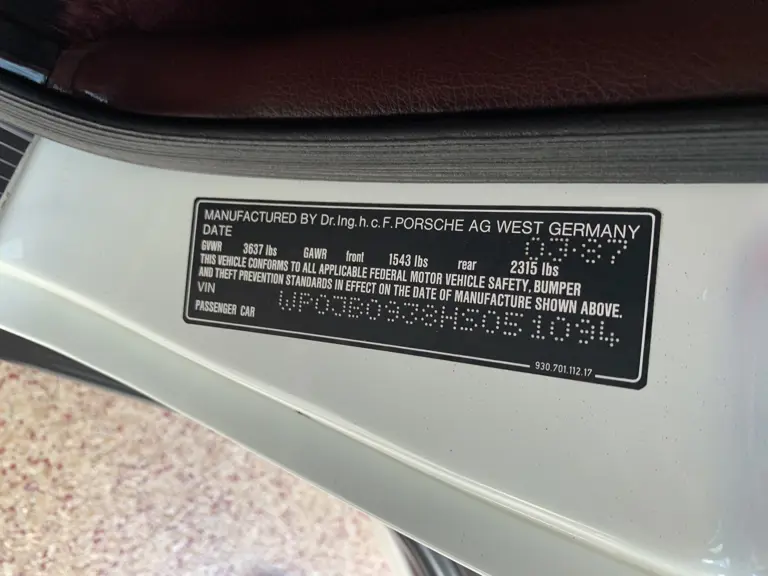 MANUFACTURED BY Dr.Ing.h.c.F.PORSCHE AG WEST GERMANY
DATE 03·87
GVWR 3637 lbs GAWR front 1543 lbs rear 2315 lbs
THIS VEHICLE CONFORMS TO ALL APPLICABLE FEDERAL MOTOR VEHICLE SAFETY, BUMPER
AND THEFT PREVENTION STANDARDS IN EFFECT ON THE DATE OF MANUFACTURE SHOWN ABOVE.
VIN WP0JB0938HS051094
PASSENGER CAR
930.701.112.17